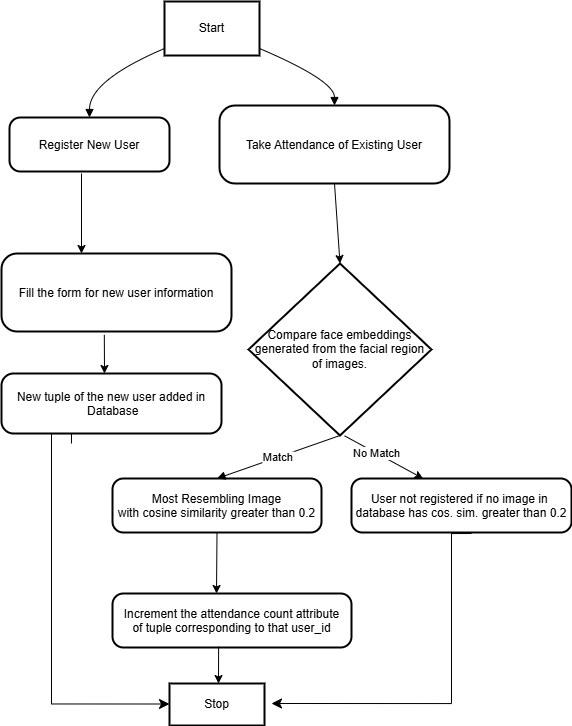 Start
Register New User
Take Attendance of Existing User
Fill the form for new user information
Compare face embeddings
generated from the facial region
of images.
New tuple of the new user added in
Database
Match
No Match
Most Resembling Image
with cosine similarity greater than 0.2
User not registered if no image in
database has cos. sim. greater than 0.2
Increment the attendance count attribute
of tuple corresponding to that user_id
Stop